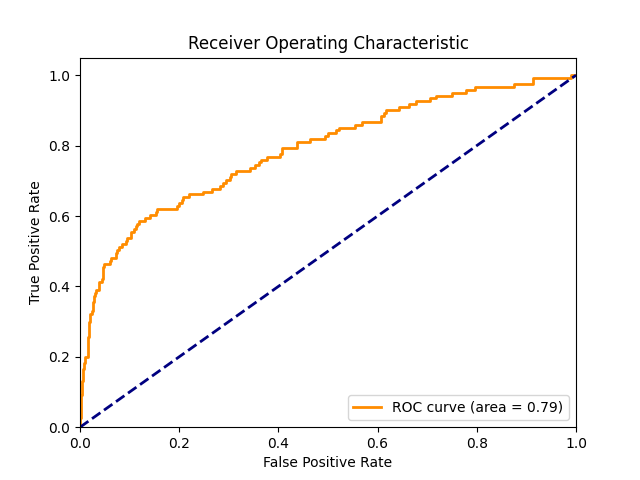 Receiver Operating Characteristic
1.0
0.8
0.6
0.4
0.2
0.0
True Positive Rate
0.0 0.2 0.4 0.6 0.8 1.0
False Positive Rate
ROC curve (area = 0.79)